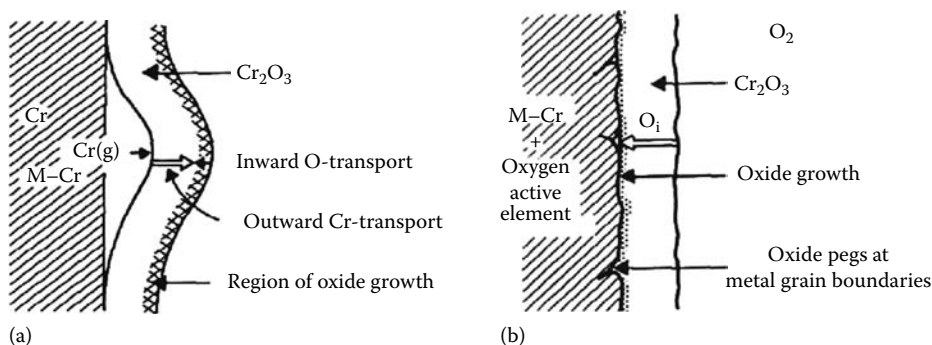 Cr
M–Cr
Cr(g)
Cr₂O₃
Inward O-transport
Outward Cr-transport
Region of oxide growth
(a)
O₂
M–Cr
+
Oxygen
active
element
Cr₂O₃
Oᵢ
Oxide growth
Oxide pegs at
metal grain boundaries
(b)